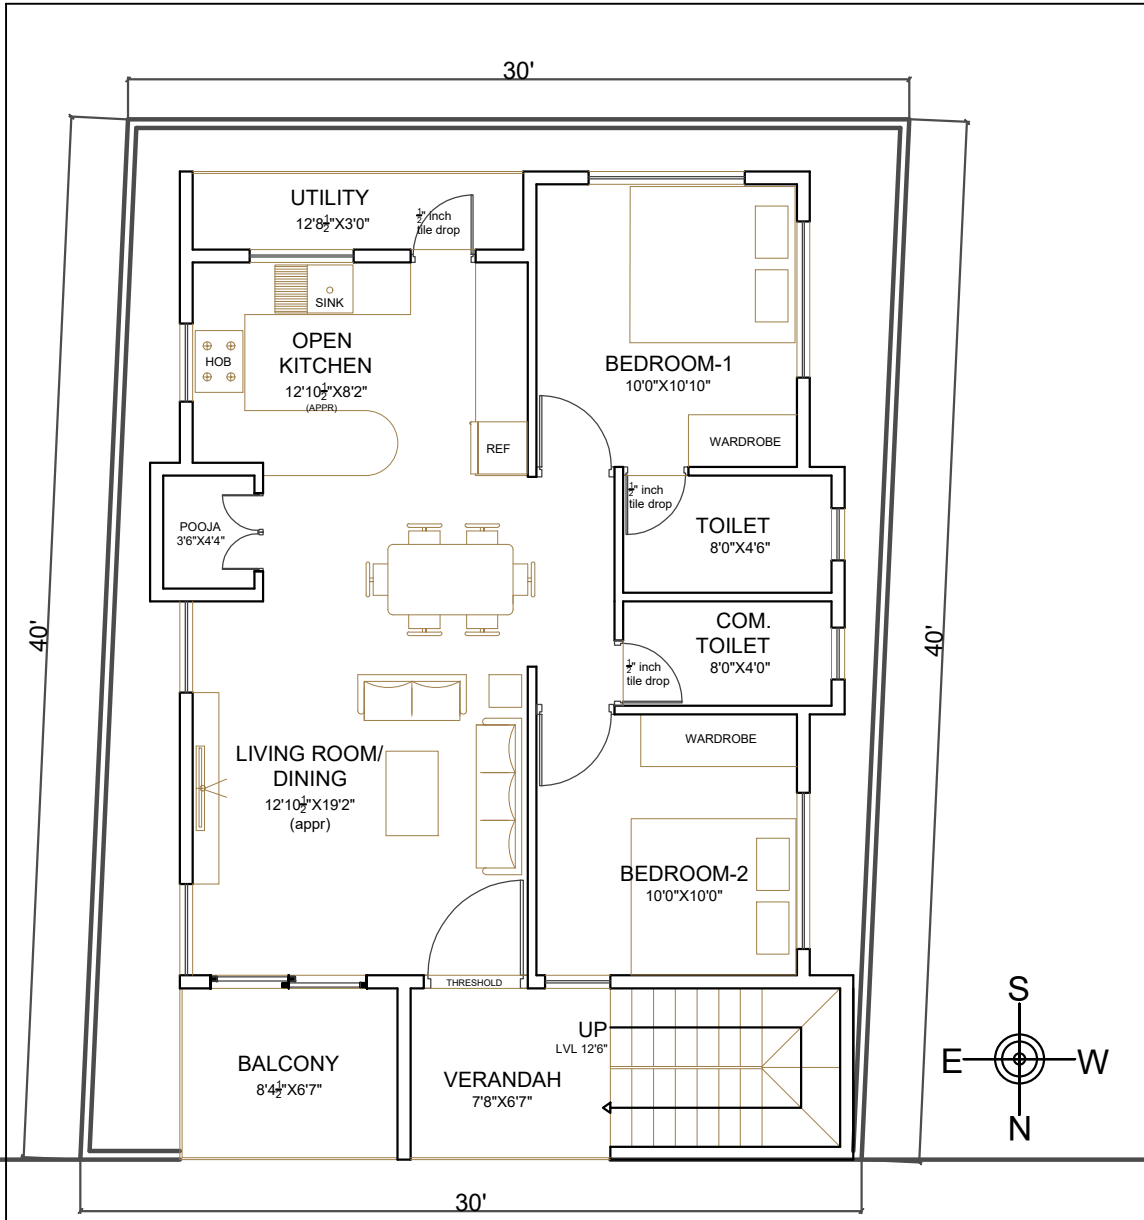 30'
UTILITY
12'8½"X3'0"
½" inch
tile drop
SINK
OPEN
KITCHEN
12'10½"X8'2"
(APPR)
HOB
REF
BEDROOM-1
10'0"X10'10"
WARDROBE
POOJA
3'6"X4'4"
½" inch
tile drop
TOILET
8'0"X4'6"
COM.
TOILET
8'0"X4'0"
½" inch
tile drop
40'
40'
WARDROBE
LIVING ROOM/
DINING
12'10½"X19'2"
(appr)
BEDROOM-2
10'0"X10'0"
THRESHOLD
BALCONY
8'4½"X6'7"
VERANDAH
7'8"X6'7"
UP
LVL 12'6"
S
E
W
N
30'